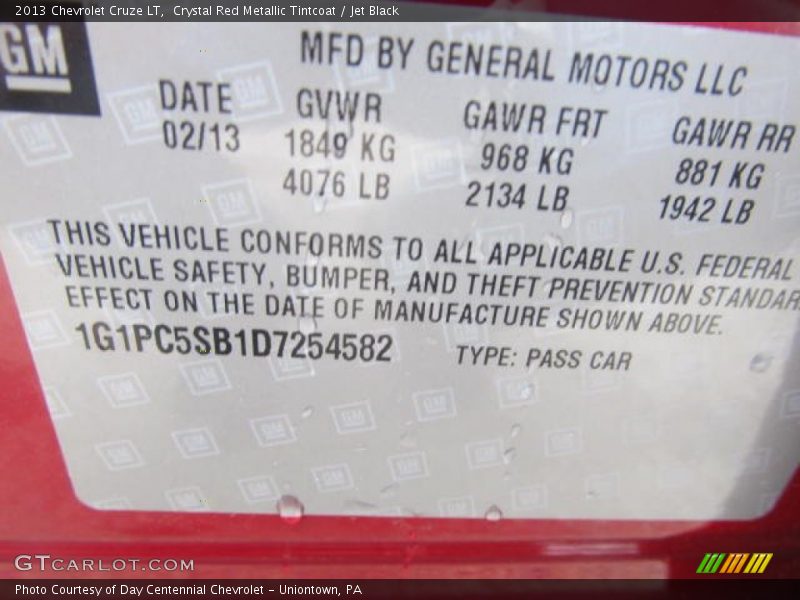 2013 Chevrolet Cruze LT,  Crystal Red Metallic Tintcoat / Jet Black
GM
MFD BY GENERAL MOTORS LLC
DATE GVWR GAWR FRT GAWR RR
02/13 1849 KG 968 KG 881 KG
4076 LB 2134 LB 1942 LB
THIS VEHICLE CONFORMS TO ALL APPLICABLE U.S. FEDERAL
VEHICLE SAFETY, BUMPER, AND THEFT PREVENTION STANDAR
EFFECT ON THE DATE OF MANUFACTURE SHOWN ABOVE.
1G1PC5SB1D7254582 TYPE: PASS CAR
GTCARLOT.COM
Photo Courtesy of Day Centennial Chevrolet - Uniontown, PA